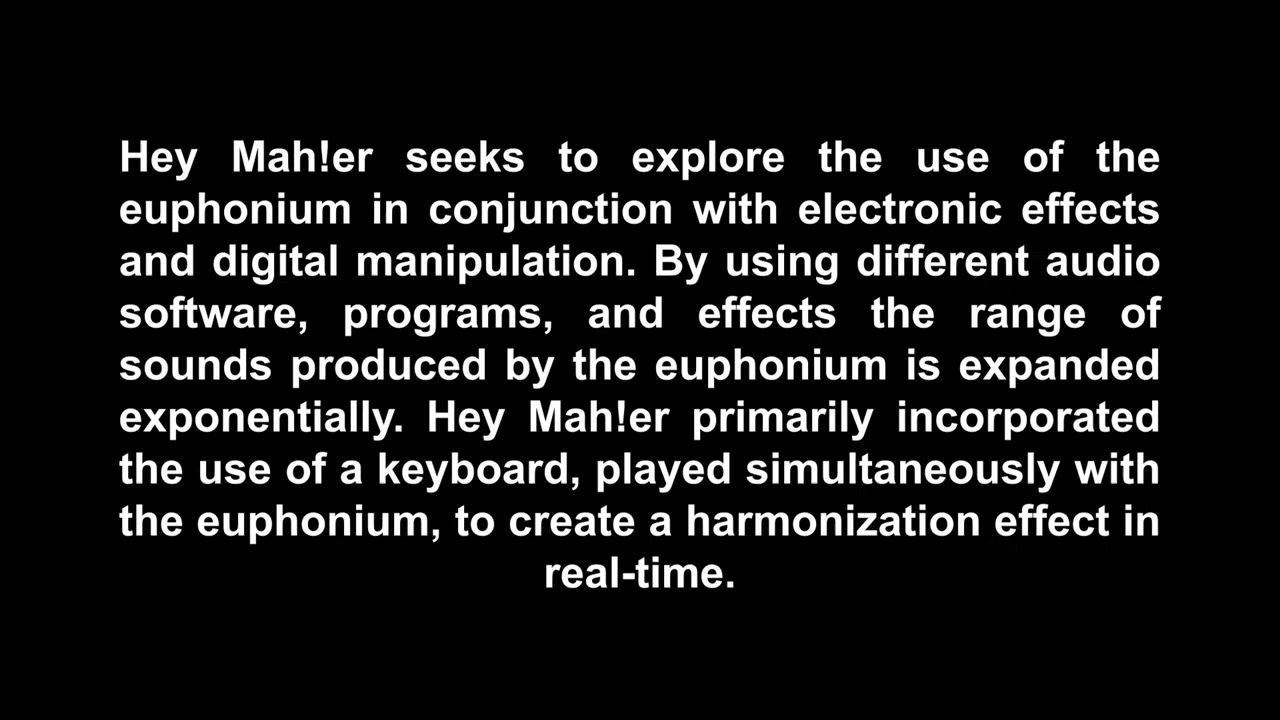 Hey Mah!er seeks to explore the use of the
euphonium in conjunction with electronic effects
and digital manipulation. By using different audio
software, programs, and effects the range of
sounds produced by the euphonium is expanded
exponentially. Hey Mah!er primarily incorporated
the use of a keyboard, played simultaneously with
the euphonium, to create a harmonization effect in
real-time.